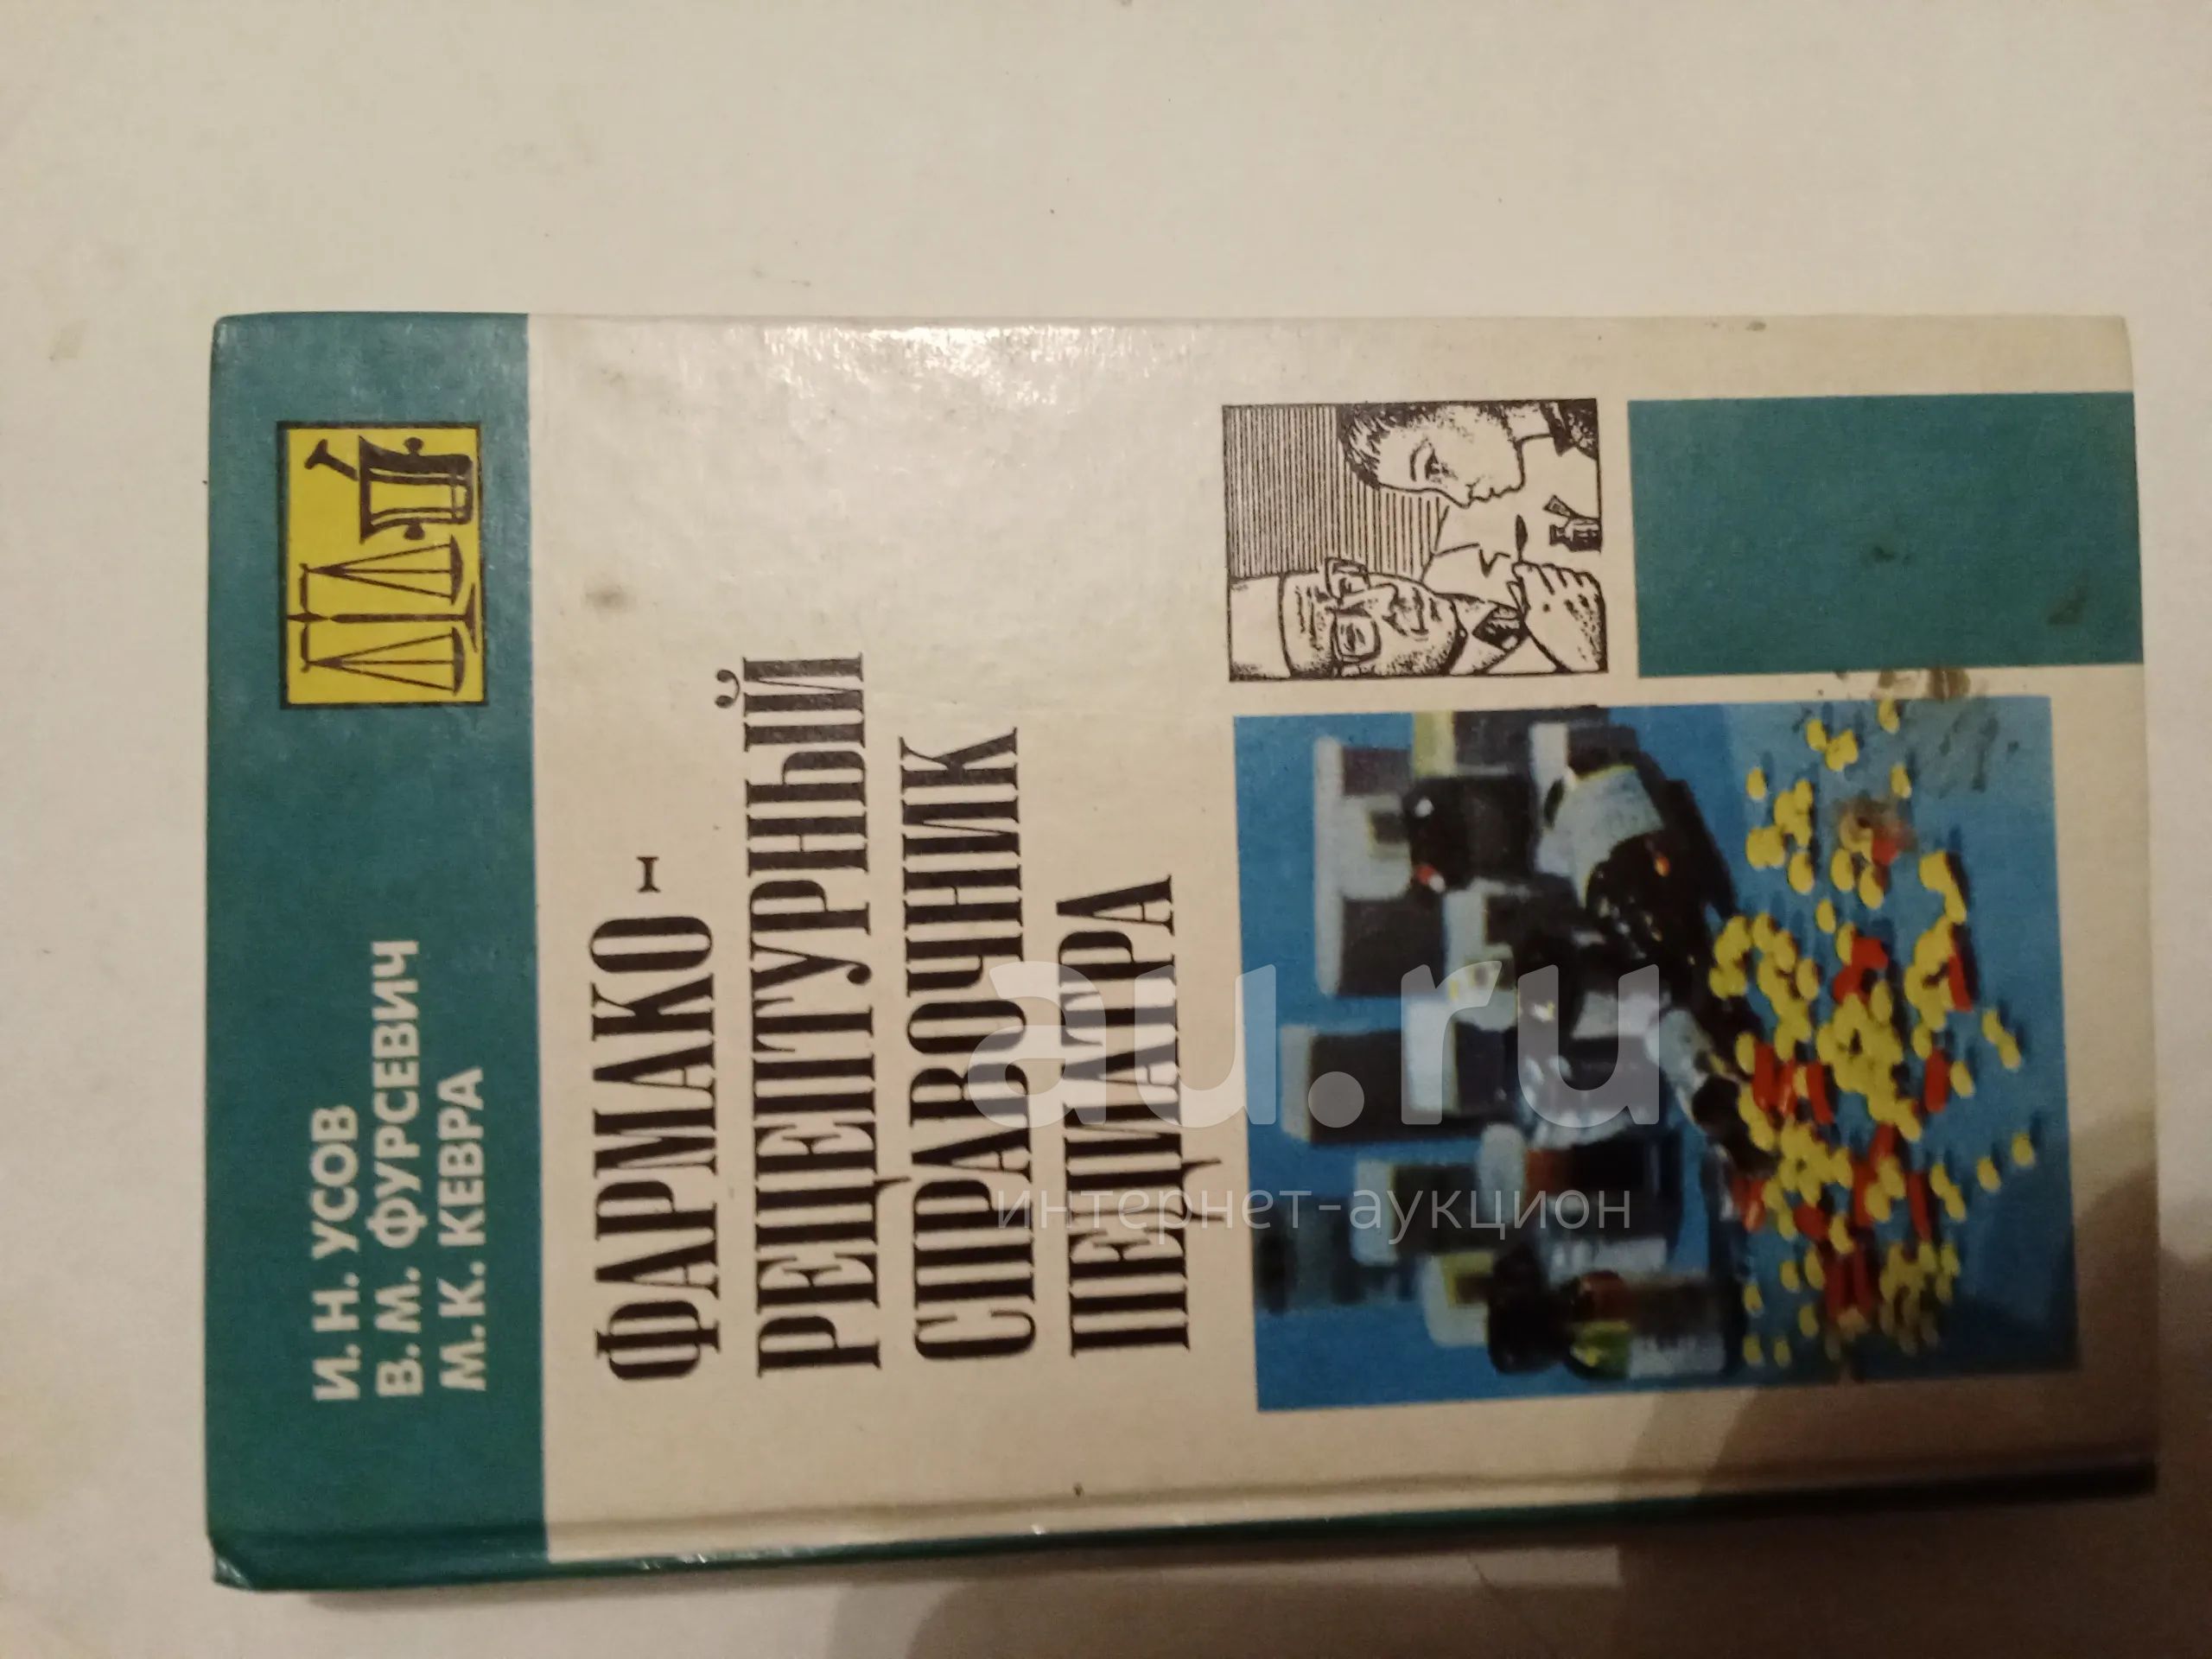 И. Н. УСОВ
В. М. ФУРСЕВИЧ
М. К. КЕВРА
ФАРМАКО-
РЕЦЕПТУРНЫЙ
СПРАВОЧНИК
ПЕДИАТРА
au.ru
интернет-аукцион